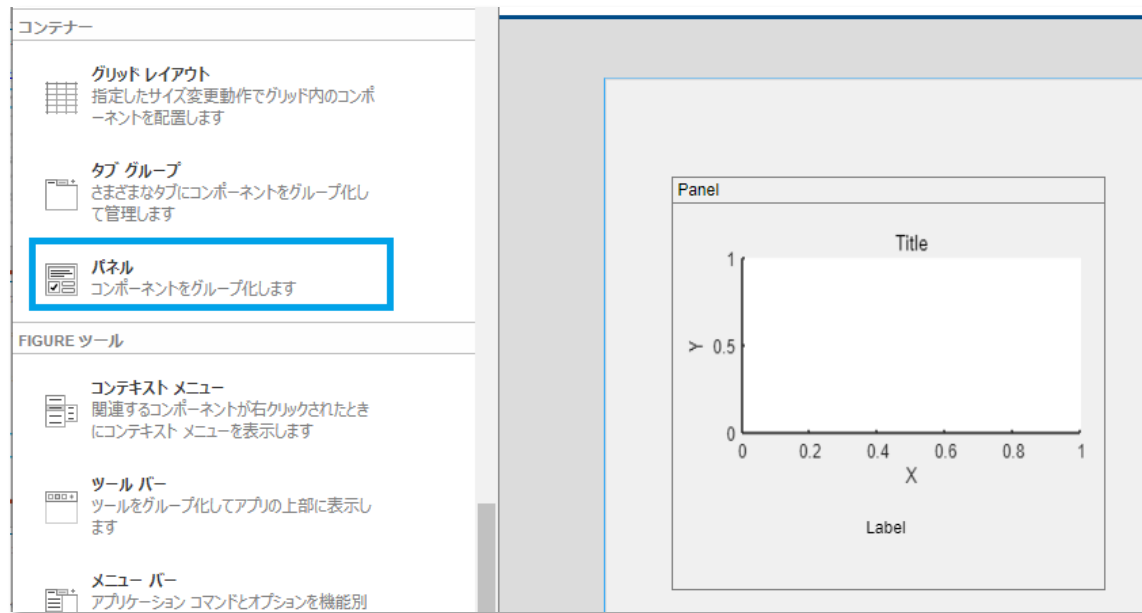 コンテナー
グリッド レイアウト
指定したサイズ変更動作でグリッド内のコンポ
ーネントを配置します
タブ グループ
さまざまなタブにコンポーネントをグループ化し
て管理します
パネル
コンポーネントをグループ化します
FIGURE ツール
コンテキスト メニュー
関連するコンポーネントが右クリックされたとき
にコンテキスト メニューを表示します
ツール バー
ツールをグループ化してアプリの上部に表示し
ます
メニュー バー
アプリケーション コマンドとオプションを機能別
Panel
Title
1
Y
0.5
0
0 0.2 0.4 0.6 0.8 1
X
Label